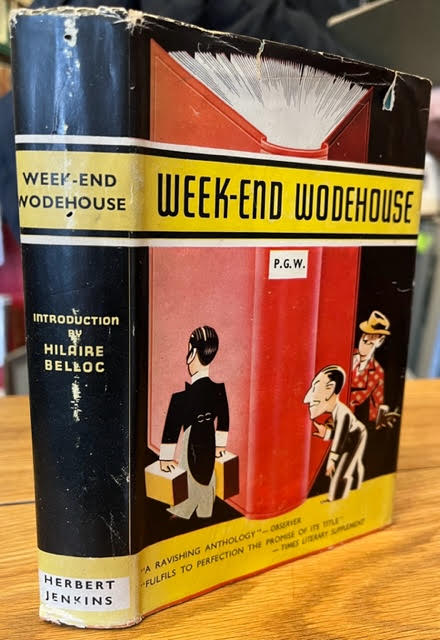 WEEK-END
WODEHOUSE
INTRODUCTION
BY
HILAIRE
BELLOC
HERBERT
JENKINS
WEEK-END WODEHOUSE
P.G.W.
"A RAVISHING ANTHOLOGY"—OBSERVER
"FULFILS TO PERFECTION THE PROMISE OF ITS TITLE"
—TIMES LITERARY SUPPLEMENT